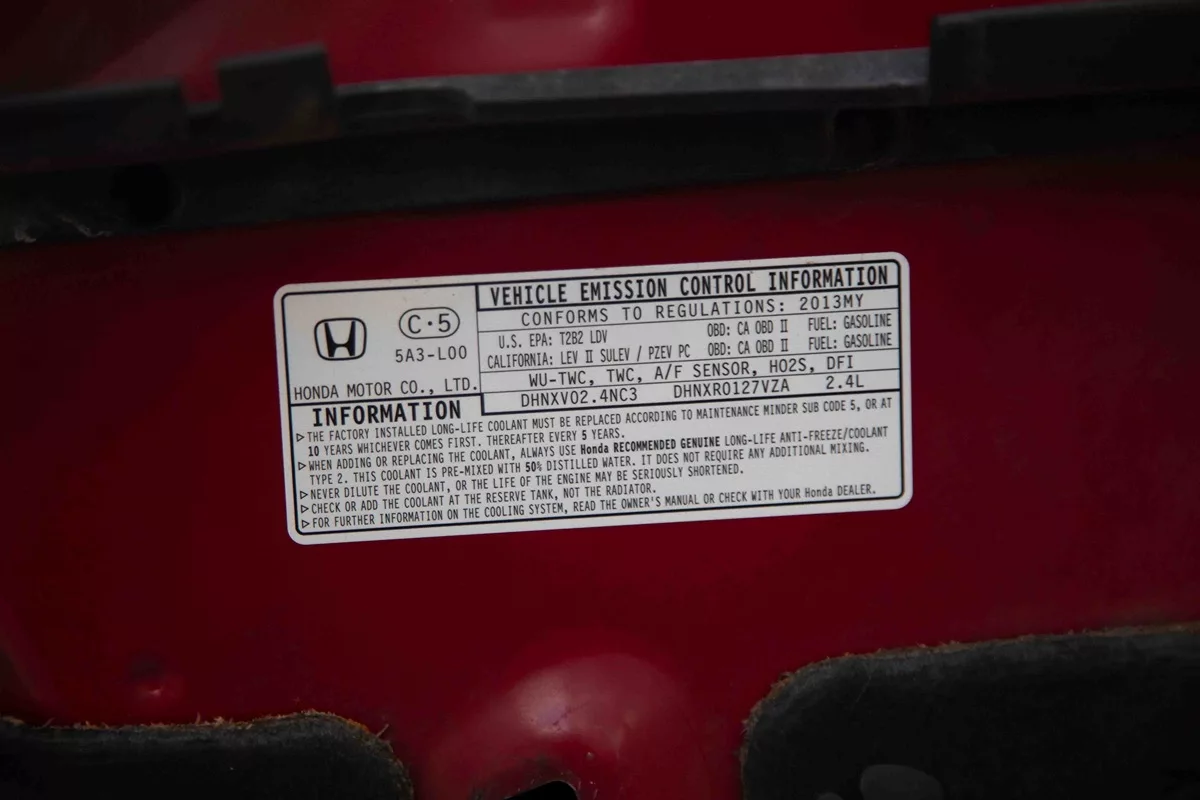 VEHICLE EMISSION CONTROL INFORMATION
CONFORMS TO REGULATIONS: 2013MY
U.S. EPA: T2B2 LDV OBD: CA OBD II FUEL: GASOLINE
CALIFORNIA: LEV II SULEV / PZEV PC OBD: CA OBD II FUEL: GASOLINE
WU-TWC, TWC, A/F SENSOR, HO2S, DFI
DHNXV02.4NC3 DHNXR0127VZA 2.4L
C·5
5A3-L00
HONDA MOTOR CO., LTD.
INFORMATION
▷THE FACTORY INSTALLED LONG-LIFE COOLANT MUST BE REPLACED ACCORDING TO MAINTENANCE MINDER SUB CODE 5, OR AT
10 YEARS WHICHEVER COMES FIRST. THEREAFTER EVERY 5 YEARS.
▷WHEN ADDING OR REPLACING THE COOLANT, ALWAYS USE Honda RECOMMENDED GENUINE LONG-LIFE ANTI-FREEZE/COOLANT
TYPE 2. THIS COOLANT IS PRE-MIXED WITH 50% DISTILLED WATER. IT DOES NOT REQUIRE ANY ADDITIONAL MIXING.
▷NEVER DILUTE THE COOLANT, OR THE LIFE OF THE ENGINE MAY BE SERIOUSLY SHORTENED.
▷CHECK OR ADD THE COOLANT AT THE RESERVE TANK, NOT THE RADIATOR.
▷FOR FURTHER INFORMATION ON THE COOLING SYSTEM, READ THE OWNER'S MANUAL OR CHECK WITH YOUR Honda DEALER.